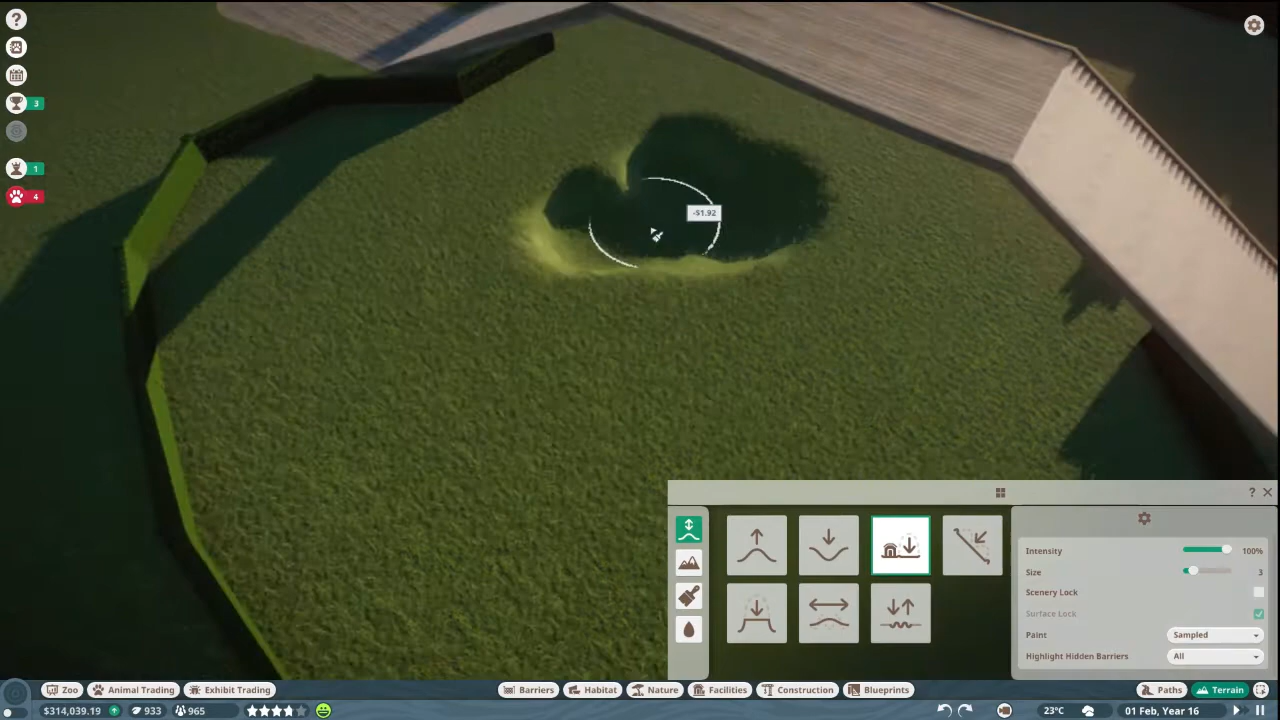 ?
3
1
4
-$1.92
?
Intensity 100%
Size 3
Scenery Lock
Surface Lock
Paint Sampled
Highlight Hidden Barriers All
Zoo Animal Trading Exhibit Trading Barriers Habitat Nature Facilities Construction Blueprints Paths Terrain
$314,039.19 933 965 23°C 01 Feb, Year 16